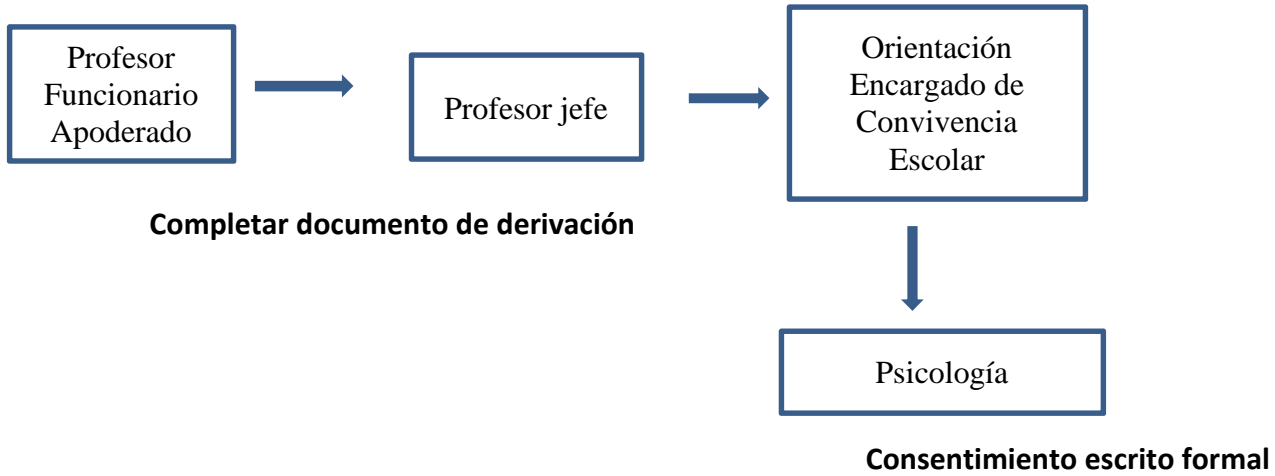 Profesor
Funcionario
Apoderado
Profesor jefe
Orientación
Encargado de
Convivencia
Escolar
Completar documento de derivación
Psicología
Consentimiento escrito formal